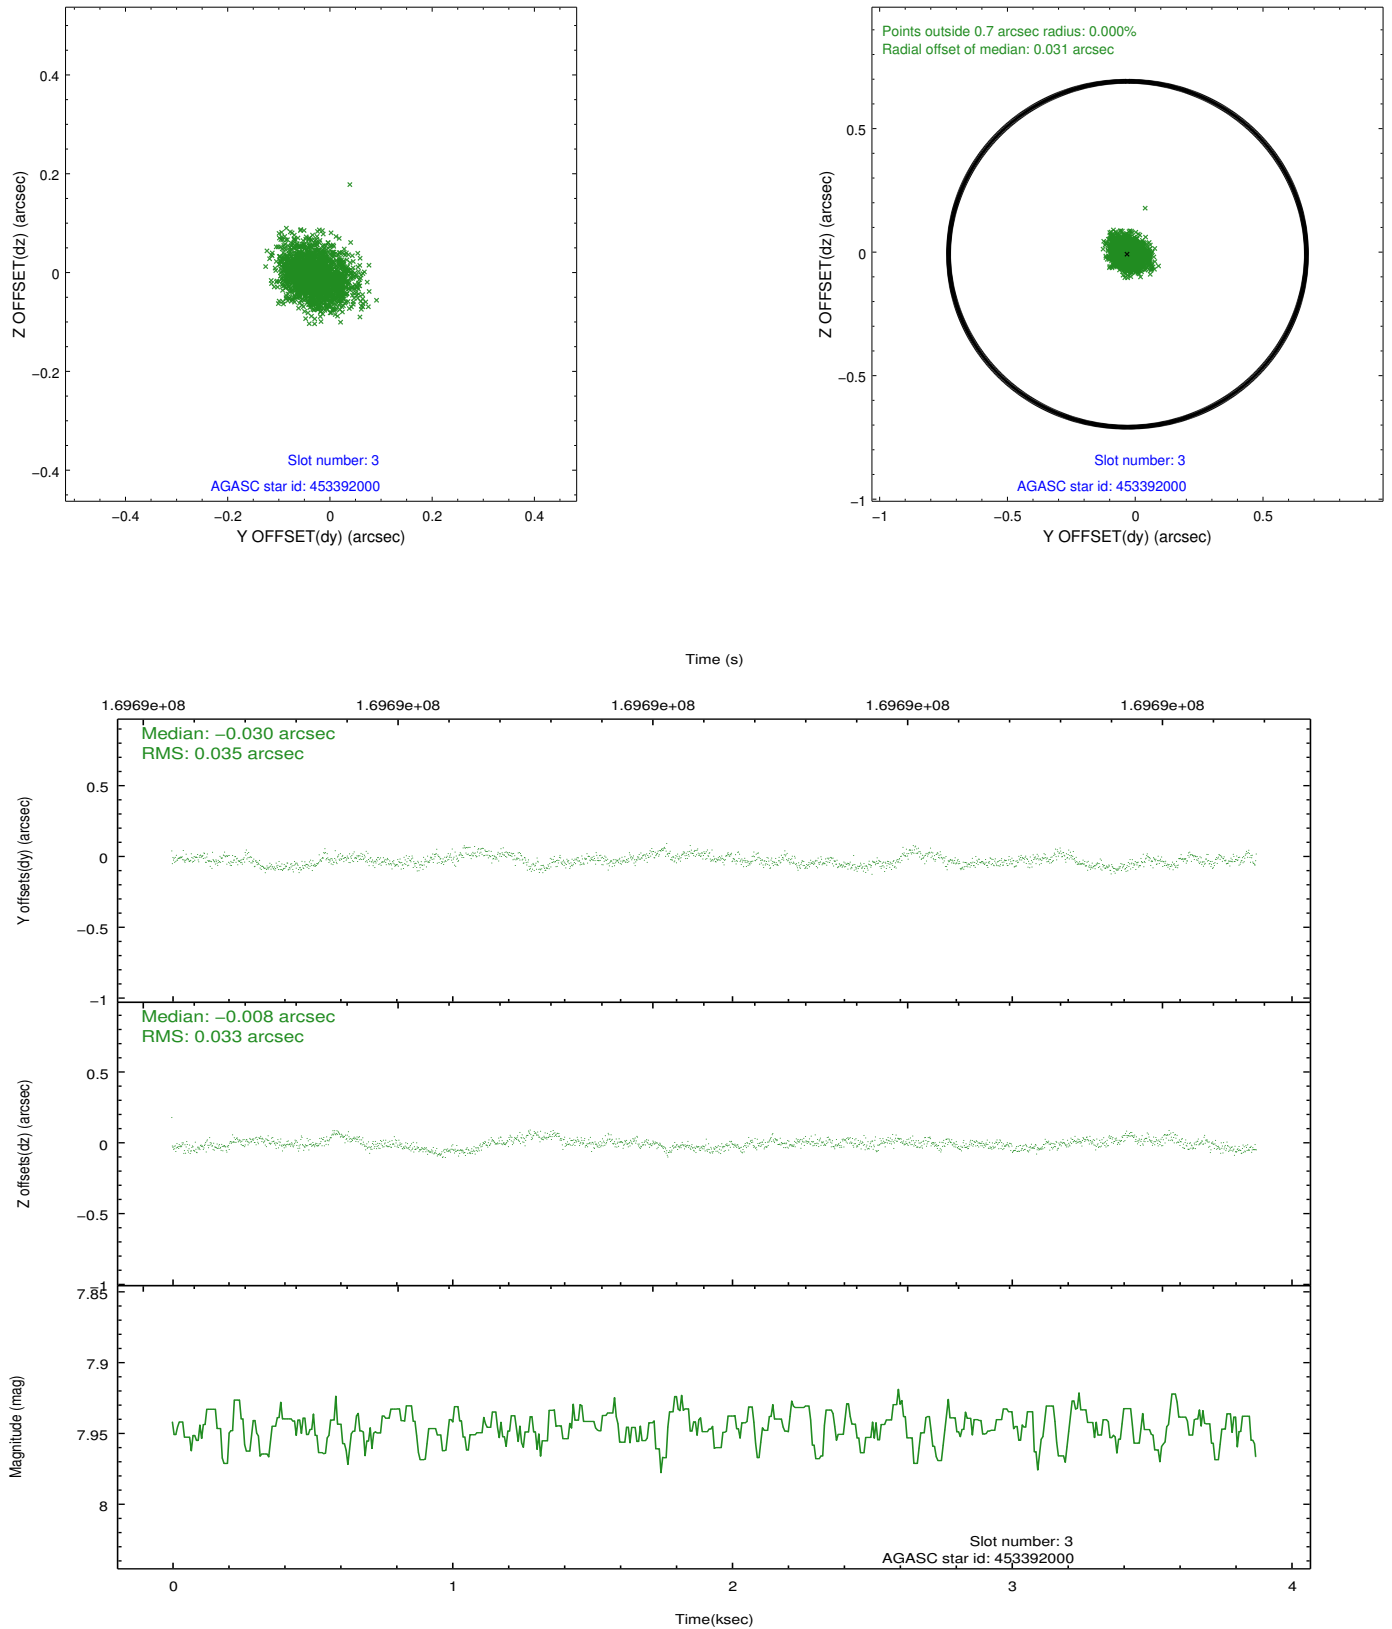 0.4
0.2
0
−0.2
−0.4
Z OFFSET(dz) (arcsec)
Slot number: 3
AGASC star id: 453392000
−0.4 −0.2 0 0.2 0.4
Y OFFSET(dy) (arcsec)
Points outside 0.7 arcsec radius: 0.000%
Radial offset of median: 0.031 arcsec
0.5
0
−0.5
−1
Z OFFSET(dz) (arcsec)
Slot number: 3
AGASC star id: 453392000
−1 −0.5 0 0.5
Y OFFSET(dy) (arcsec)
Time (s)
1.6969e+08 1.6969e+08 1.6969e+08 1.6969e+08 1.6969e+08
Median: −0.030 arcsec
RMS: 0.035 arcsec
0.5
0
−0.5
−1
Y offsets(dy) (arcsec)
Median: −0.008 arcsec
RMS: 0.033 arcsec
0.5
0
−0.5
−1
Z offsets(dz) (arcsec)
7.85
7.9
7.95
8
Magnitude (mag)
Slot number: 3
AGASC star id: 453392000
0 1 2 3 4
Time(ksec)